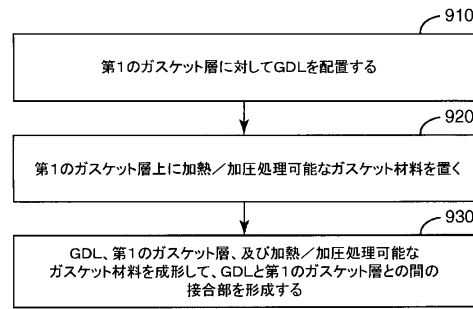 910
第1のガスケット層に対してGDLを配置する
920
第1のガスケット層上に加熱／加圧処理可能なガスケット材料を置く
930
GDL、第1のガスケット層、及び加熱／加圧処理可能な
ガスケット材料を成形して、GDLと第1のガスケット層との間の
接合部を形成する